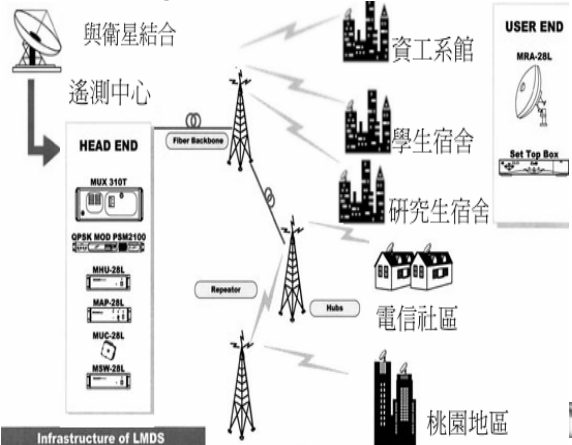 與衛星結合
遙測中心
HEAD END
MUX 310T
QPSK MOD PSM2100
MHU-28L
MAP-28L
MUC-28L
MSW-28L
Fiber Backbone
Repeator
Hubs
資工系館
學生宿舍
研究生宿舍
電信社區
桃園地區
USER END
MRA-28L
Set Top Box
Infrastructure of LMDS